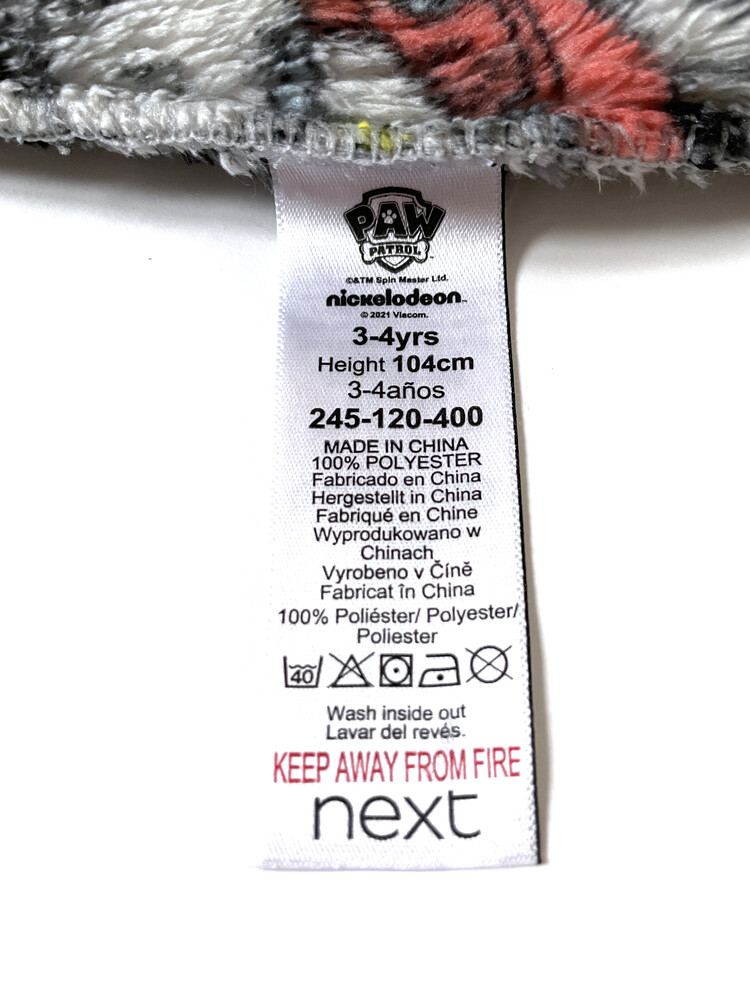 PAW
PATROL
©&TM Spin Master Ltd.
nickelodeon™
© 2021 Viacom.
3-4yrs
Height 104cm
3-4años
245-120-400
MADE IN CHINA
100% POLYESTER
Fabricado en China
Hergestellt in China
Fabriqué en Chine
Wyprodukowano w
Chinach
Vyrobeno v Číně
Fabricat în China
100% Poliéster/ Polyester/
Poliester
40
Wash inside out
Lavar del revés.
KEEP AWAY FROM FIRE
next